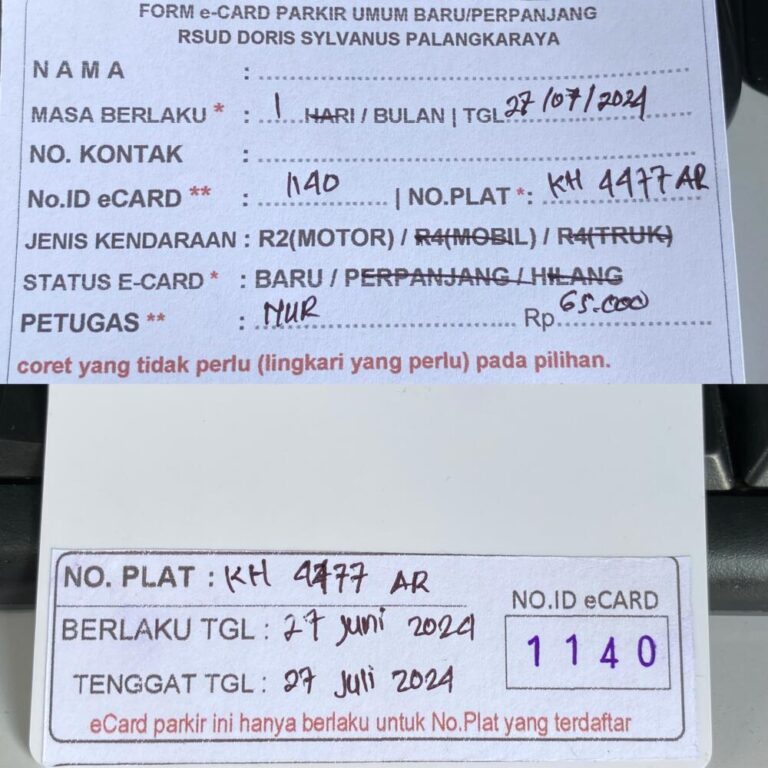 FORM e-CARD PARKIR UMUM BARU/PERPANJANG
RSUD DORIS SYLVANUS PALANGKARAYA
NAMA :
MASA BERLAKU * : 1 HARI / BULAN | TGL 27/07/2024
NO. KONTAK :
No.ID eCARD ** : 1140 | NO.PLAT *: KH 4477 AR
JENIS KENDARAAN : R2(MOTOR) / R4(MOBIL) / R4(TRUK)
STATUS E-CARD * : BARU / PERPANJANG / HILANG
PETUGAS ** : NUR Rp 65.000
coret yang tidak perlu (lingkari yang perlu) pada pilihan.
NO. PLAT : KH 4477 AR
NO.ID eCARD
BERLAKU TGL : 27 Juni 2024
1140
TENGGAT TGL : 27 Juli 2024
eCard parkir ini hanya berlaku untuk No.Plat yang terdaftar